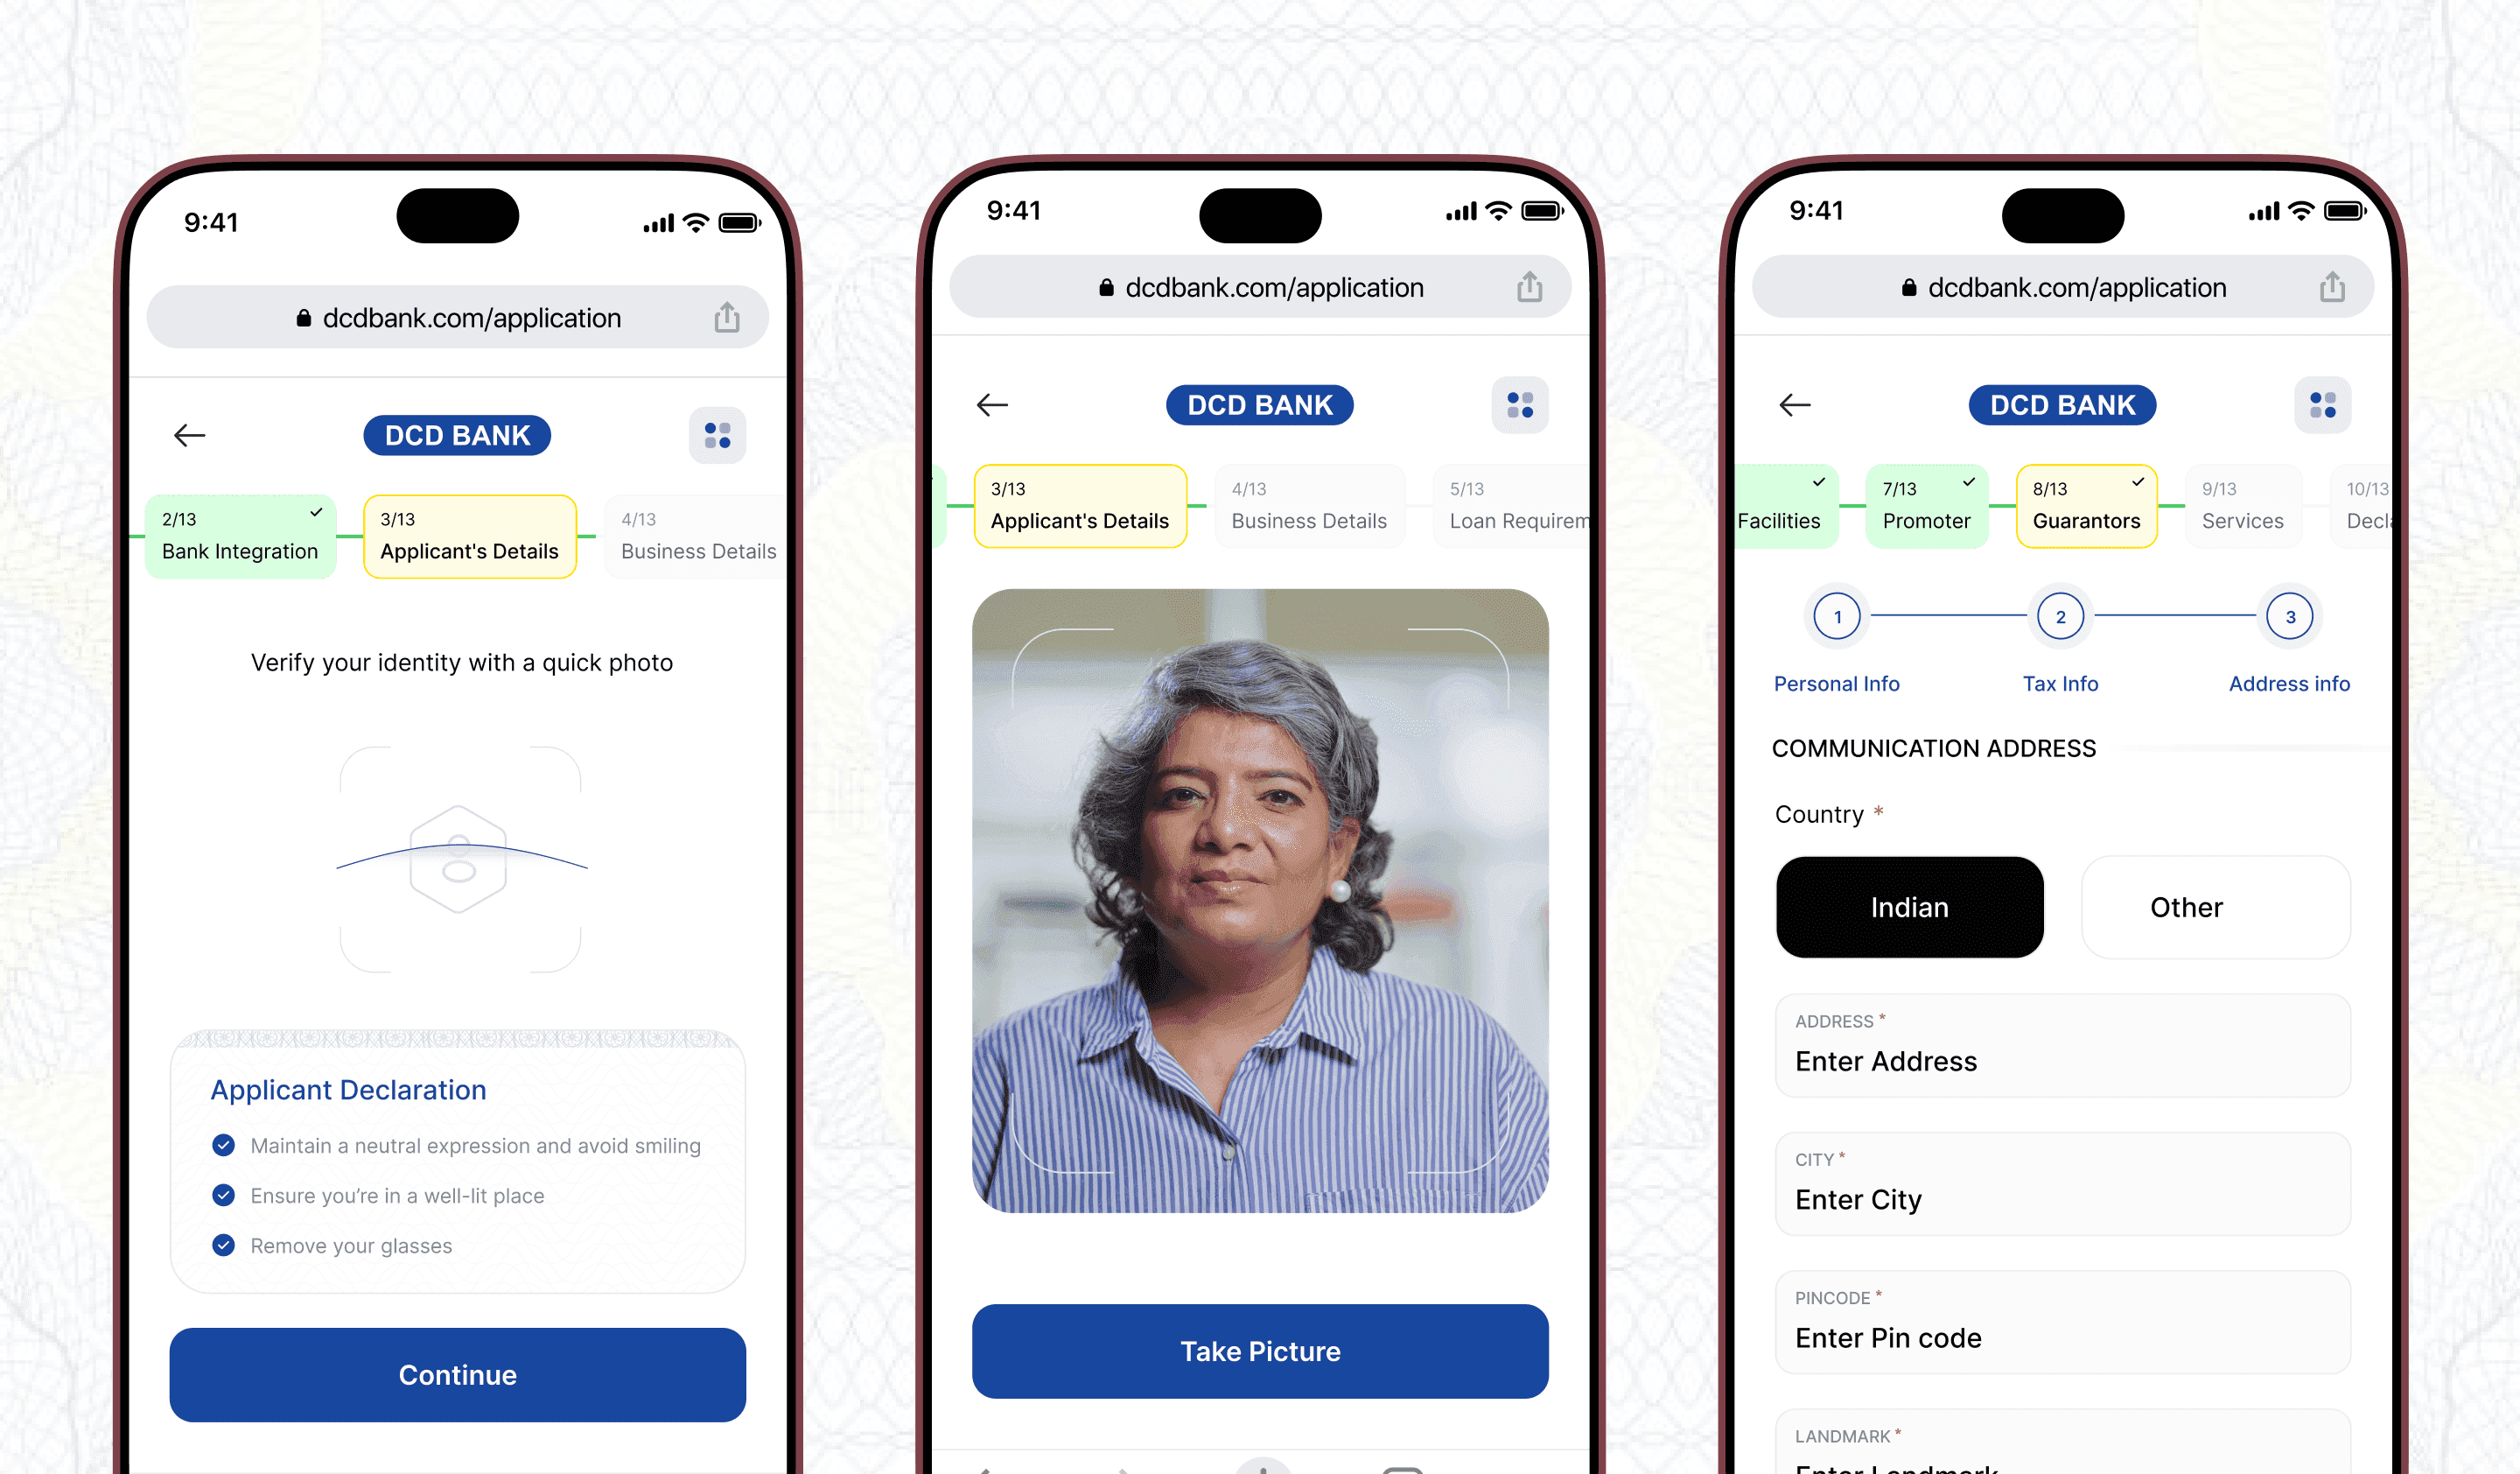 9:41
dcdbank.com/application
DCD BANK
2/13
Bank Integration
3/13
Applicant's Details
4/13
Business Details
Verify your identity with a quick photo
Applicant Declaration
Maintain a neutral expression and avoid smiling
Ensure you’re in a well-lit place
Remove your glasses
Continue
9:41
dcdbank.com/application
DCD BANK
3/13
Applicant's Details
4/13
Business Details
5/13
Loan Requirem
Take Picture
9:41
dcdbank.com/application
DCD BANK
Facilities
7/13
Promoter
8/13
Guarantors
9/13
Services
10/13
Decl
1
2
3
Personal Info
Tax Info
Address info
COMMUNICATION ADDRESS
Country *
Indian
Other
ADDRESS *
Enter Address
CITY *
Enter City
PINCODE *
Enter Pin code
LANDMARK *
Enter Landmark